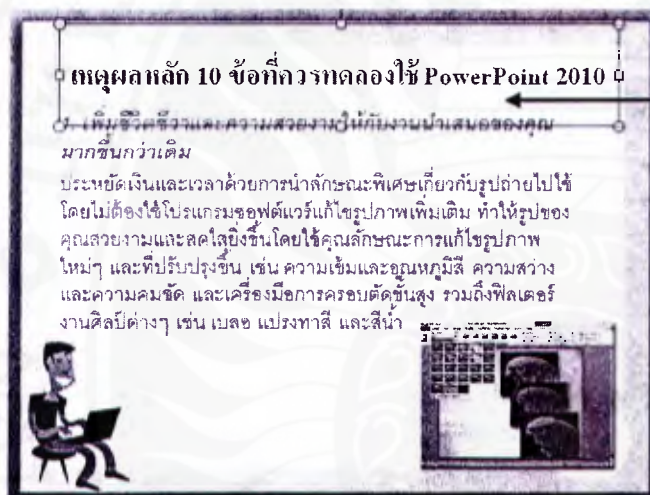 เหตุผลหลัก 10 ข้อที่ควรทดลองใช้ PowerPoint 2010
1. เพิ่มชีวิตชีวาและความสวยงามให้กับงานนำเสนอของคุณ
มากขึ้นกว่าเดิม
ประหยัดเงินและเวลาด้วยการนำลักษณะพิเศษเกี่ยวกับรูปถ่ายไปใช้
โดยไม่ต้องใช้โปรแกรมซอฟต์แวร์แก้ไขรูปภาพเพิ่มเติม ทำให้รูปของ
คุณสวยงามและสดใสยิ่งขึ้นโดยใช้คุณลักษณะการแก้ไขรูปภาพ
ใหม่ๆ และที่ปรับปรุงขึ้น เช่น ความเข้มและอุณหภูมิสี ความสว่าง
และความคมชัด และเครื่องมือการครอบตัดขั้นสูง รวมถึงฟิลเตอร์
งานศิลป์ต่างๆ เช่น เบลอ แปรงทาสี และสีน้ำ